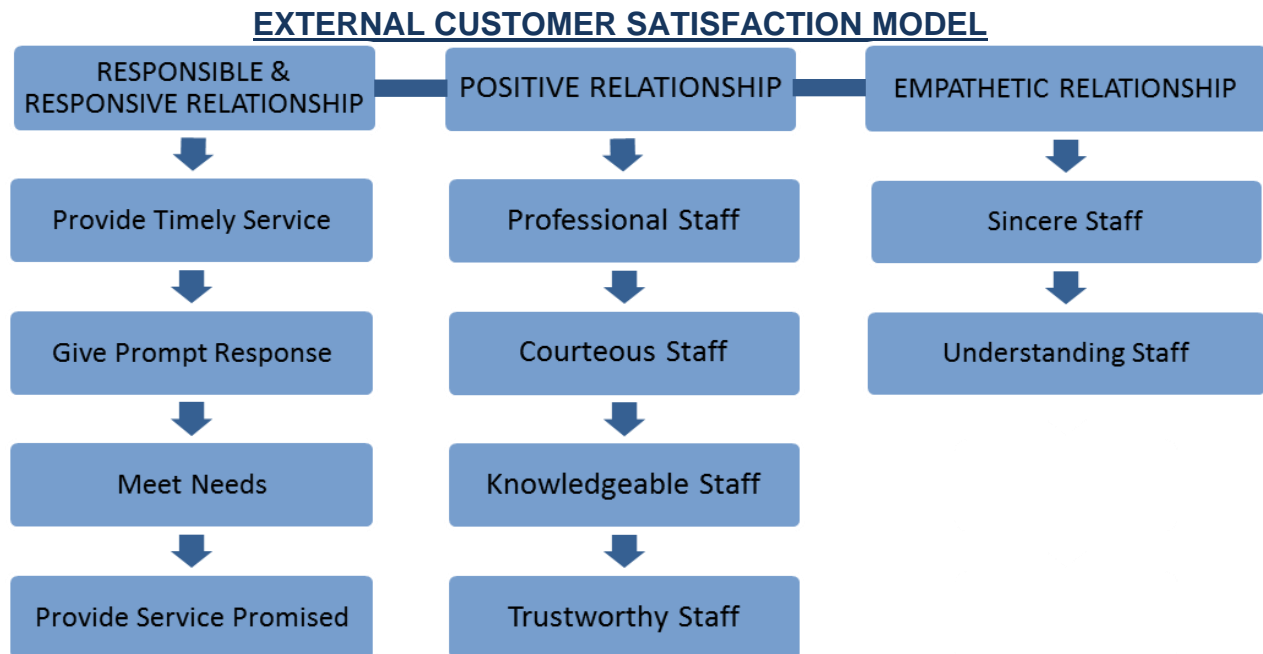 EXTERNAL CUSTOMER SATISFACTION MODEL
RESPONSIBLE &
RESPONSIVE RELATIONSHIP
Provide Timely Service
Give Prompt Response
Meet Needs
Provide Service Promised
POSITIVE RELATIONSHIP
Professional Staff
Courteous Staff
Knowledgeable Staff
Trustworthy Staff
EMPATHETIC RELATIONSHIP
Sincere Staff
Understanding Staff